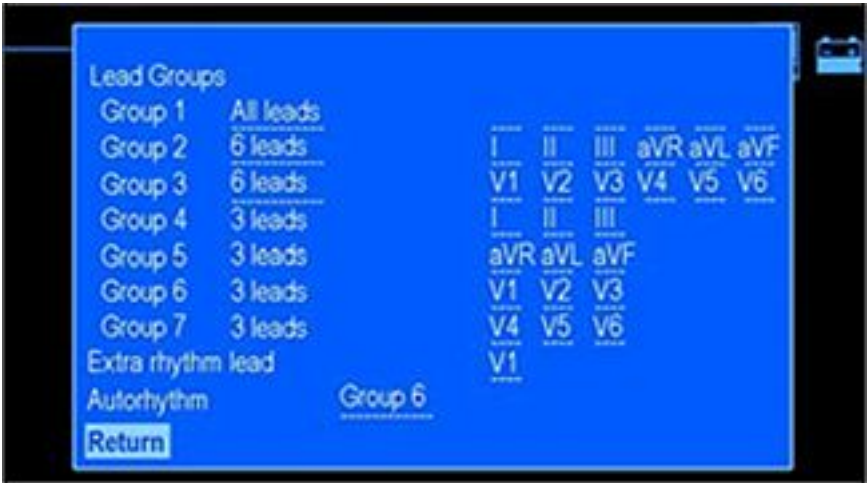 Lead Groups
Group 1 All leads
Group 2 6 leads I II III aVR aVL aVF
Group 3 6 leads V1 V2 V3 V4 V5 V6
Group 4 3 leads I II III
Group 5 3 leads aVR aVL aVF
Group 6 3 leads V1 V2 V3
Group 7 3 leads V4 V5 V6
Extra rhythm lead V1
Autorhythm Group 6
Return